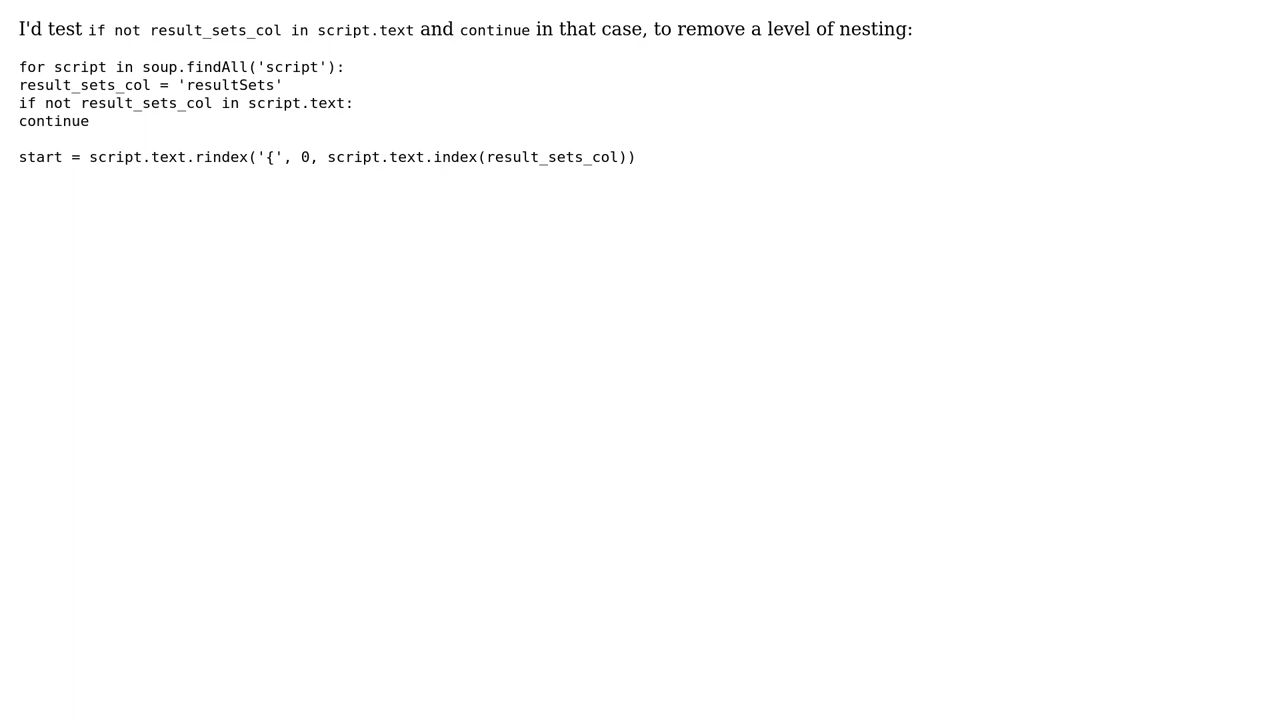 I'd test if not result_sets_col in script.text and continue in that case, to remove a level of nesting:
for script in soup.findAll('script'):
result_sets_col = 'resultSets'
if not result_sets_col in script.text:
continue
start = script.text.rindex('{', 0, script.text.index(result_sets_col))